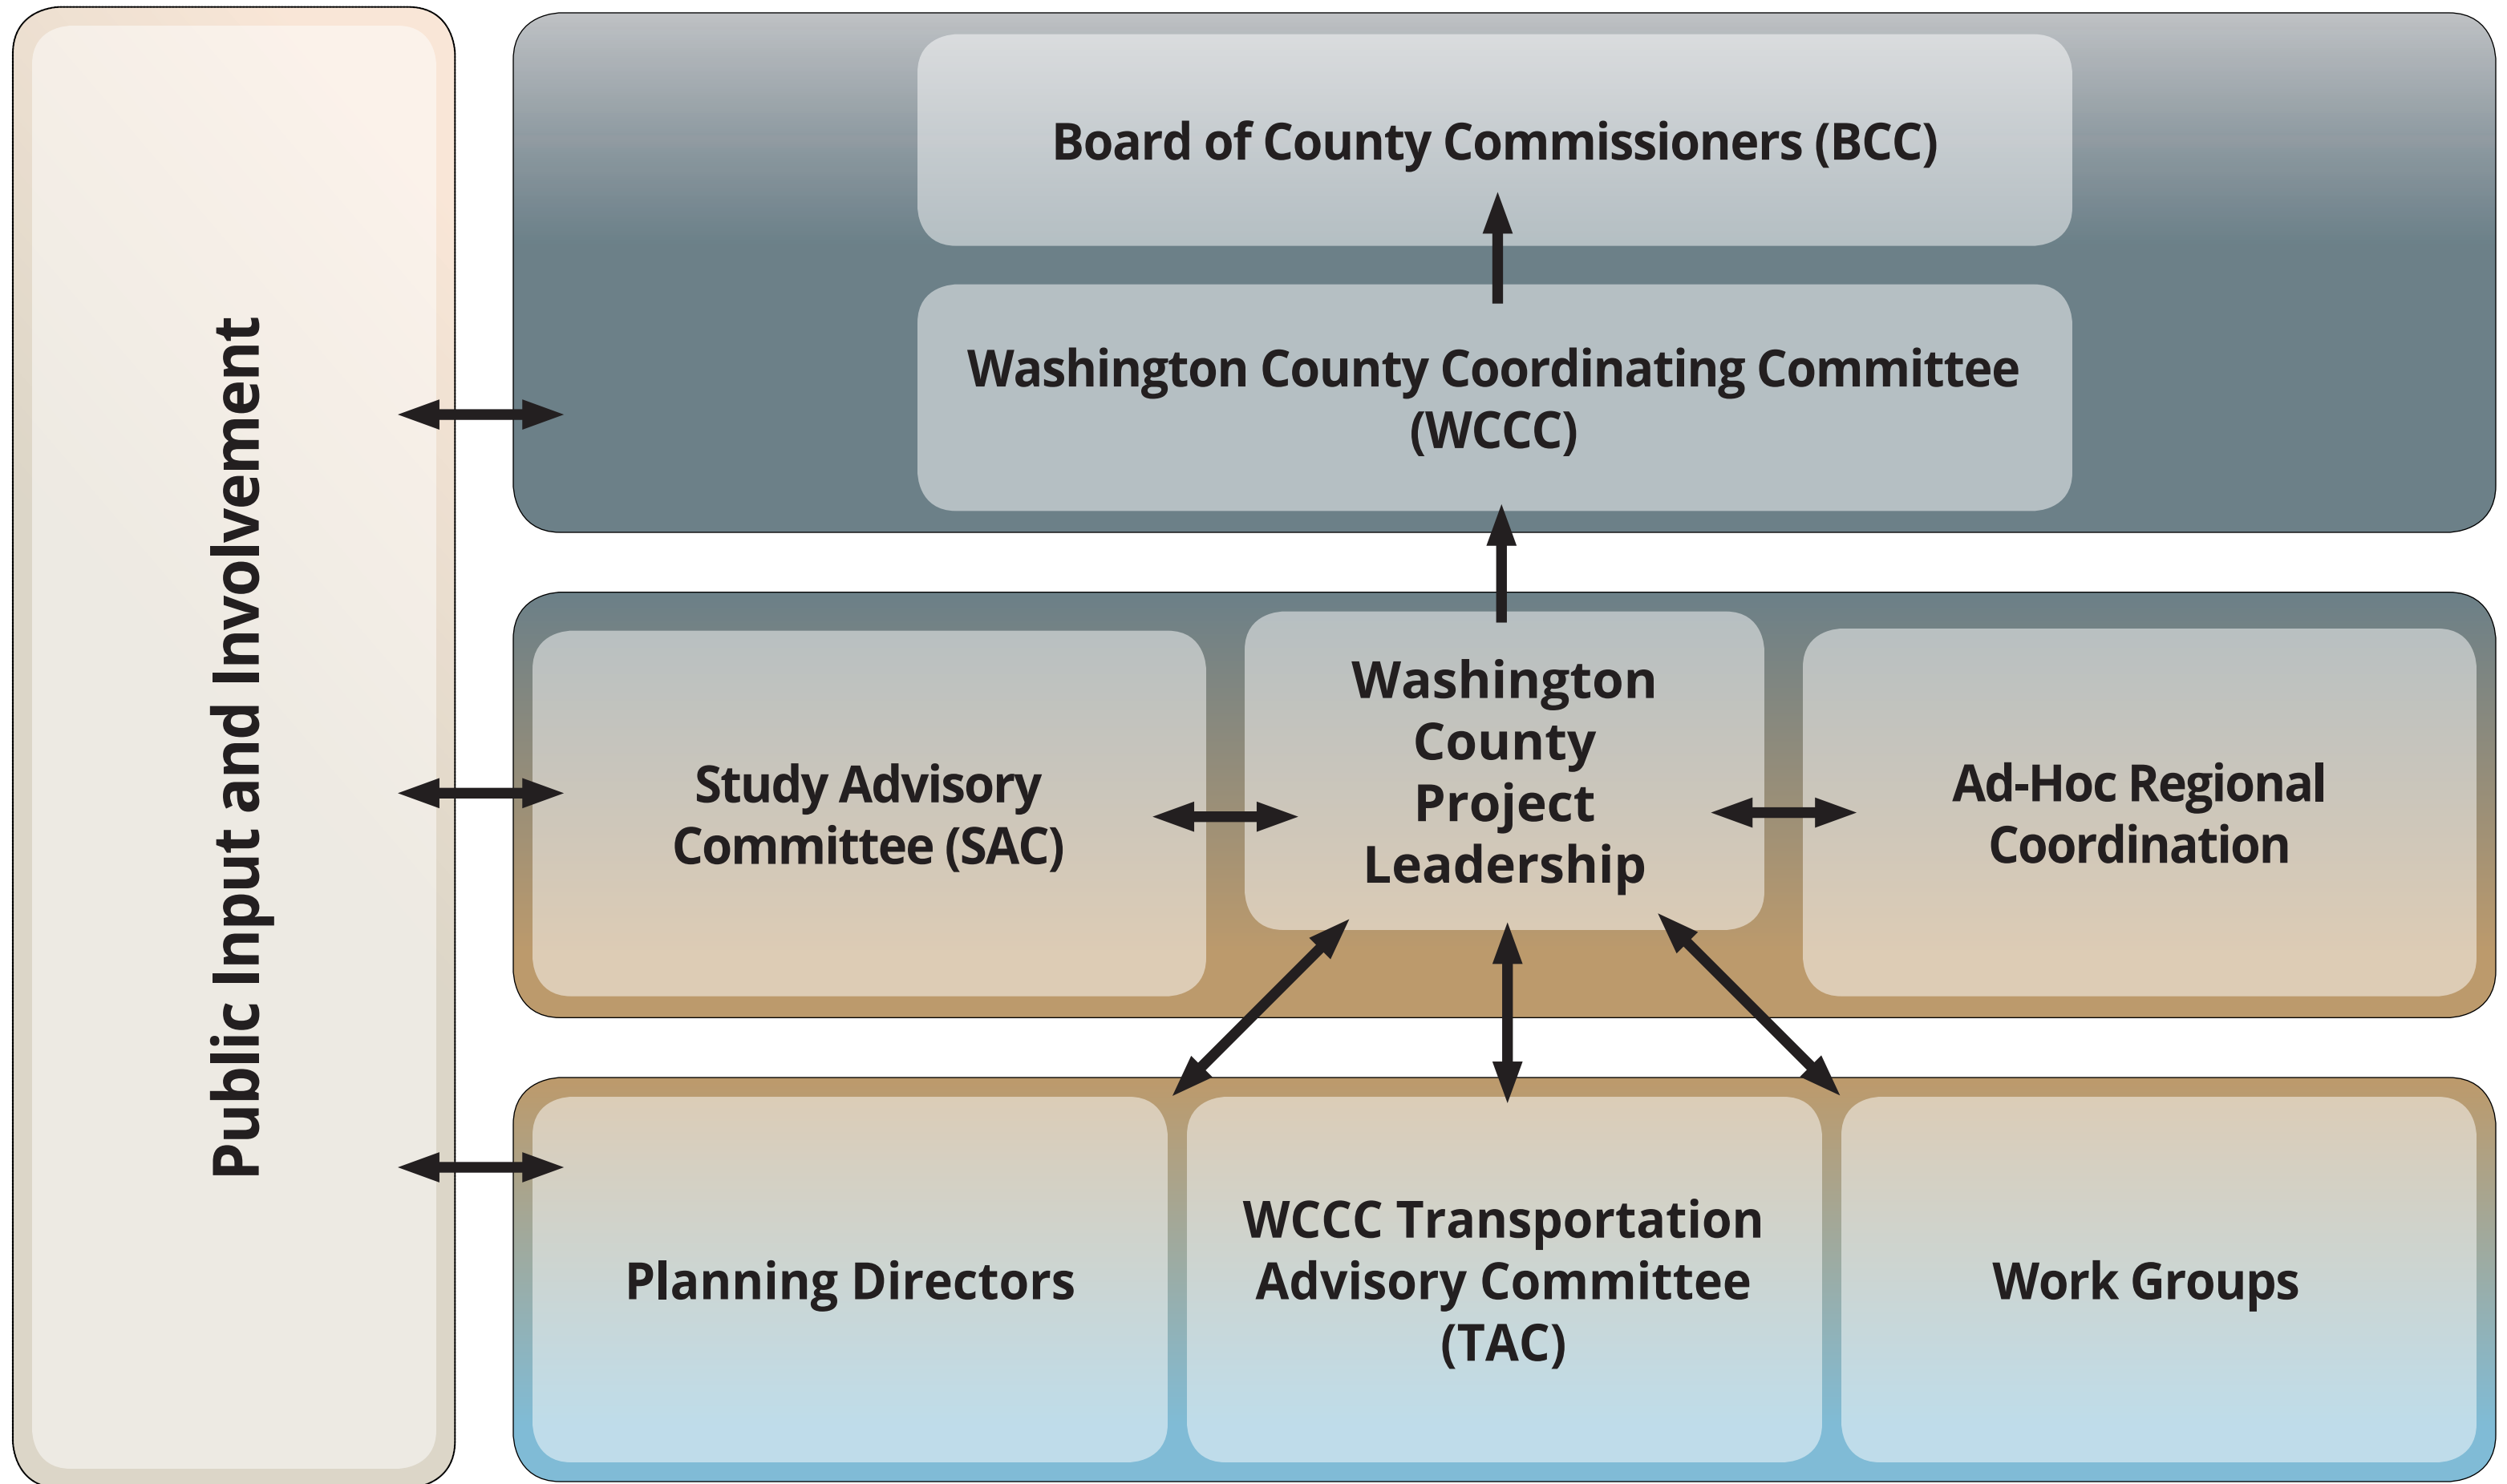 Public Input and Involvement
Board of County Commissioners (BCC)
Washington County Coordinating Committee
(WCCC)
Study Advisory
Committee (SAC)
Washington
County
Project
Leadership
Ad-Hoc Regional
Coordination
Planning Directors
WCCC Transportation
Advisory Committee
(TAC)
Work Groups